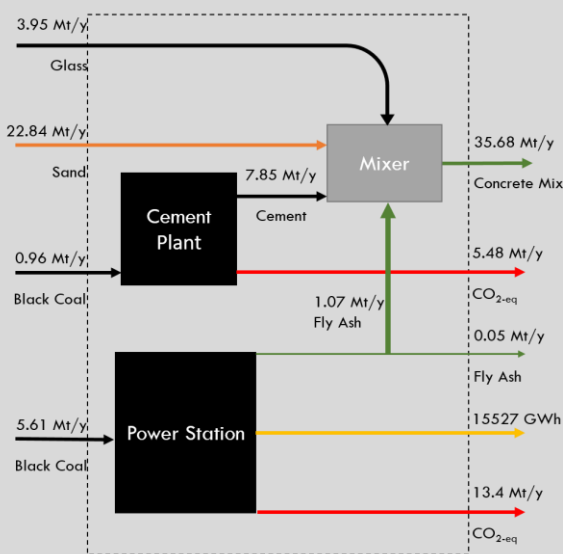 3.95 Mt/y
Glass
22.84 Mt/y
Sand
Mixer
35.68 Mt/y
Concrete Mix
7.85 Mt/y
Cement
Cement
Plant
0.96 Mt/y
Black Coal
5.48 Mt/y
CO2-eq
1.07 Mt/y
Fly Ash
0.05 Mt/y
Fly Ash
5.61 Mt/y
Black Coal
Power Station
15527 GWh
13.4 Mt/y
CO2-eq